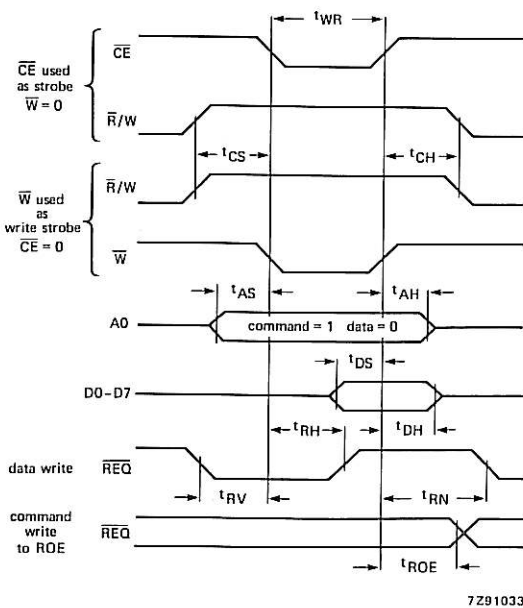 tWR
CE
CE used
as strobe
W = 0
R/W
tCS
tCH
W used
as
write strobe
CE = 0
R/W
W
tAS
tAH
A0
command = 1 data = 0
tDS
D0-D7
tRH
tDH
data write
REQ
tRV
tRN
command
write
to ROE
REQ
tROE
7Z91033